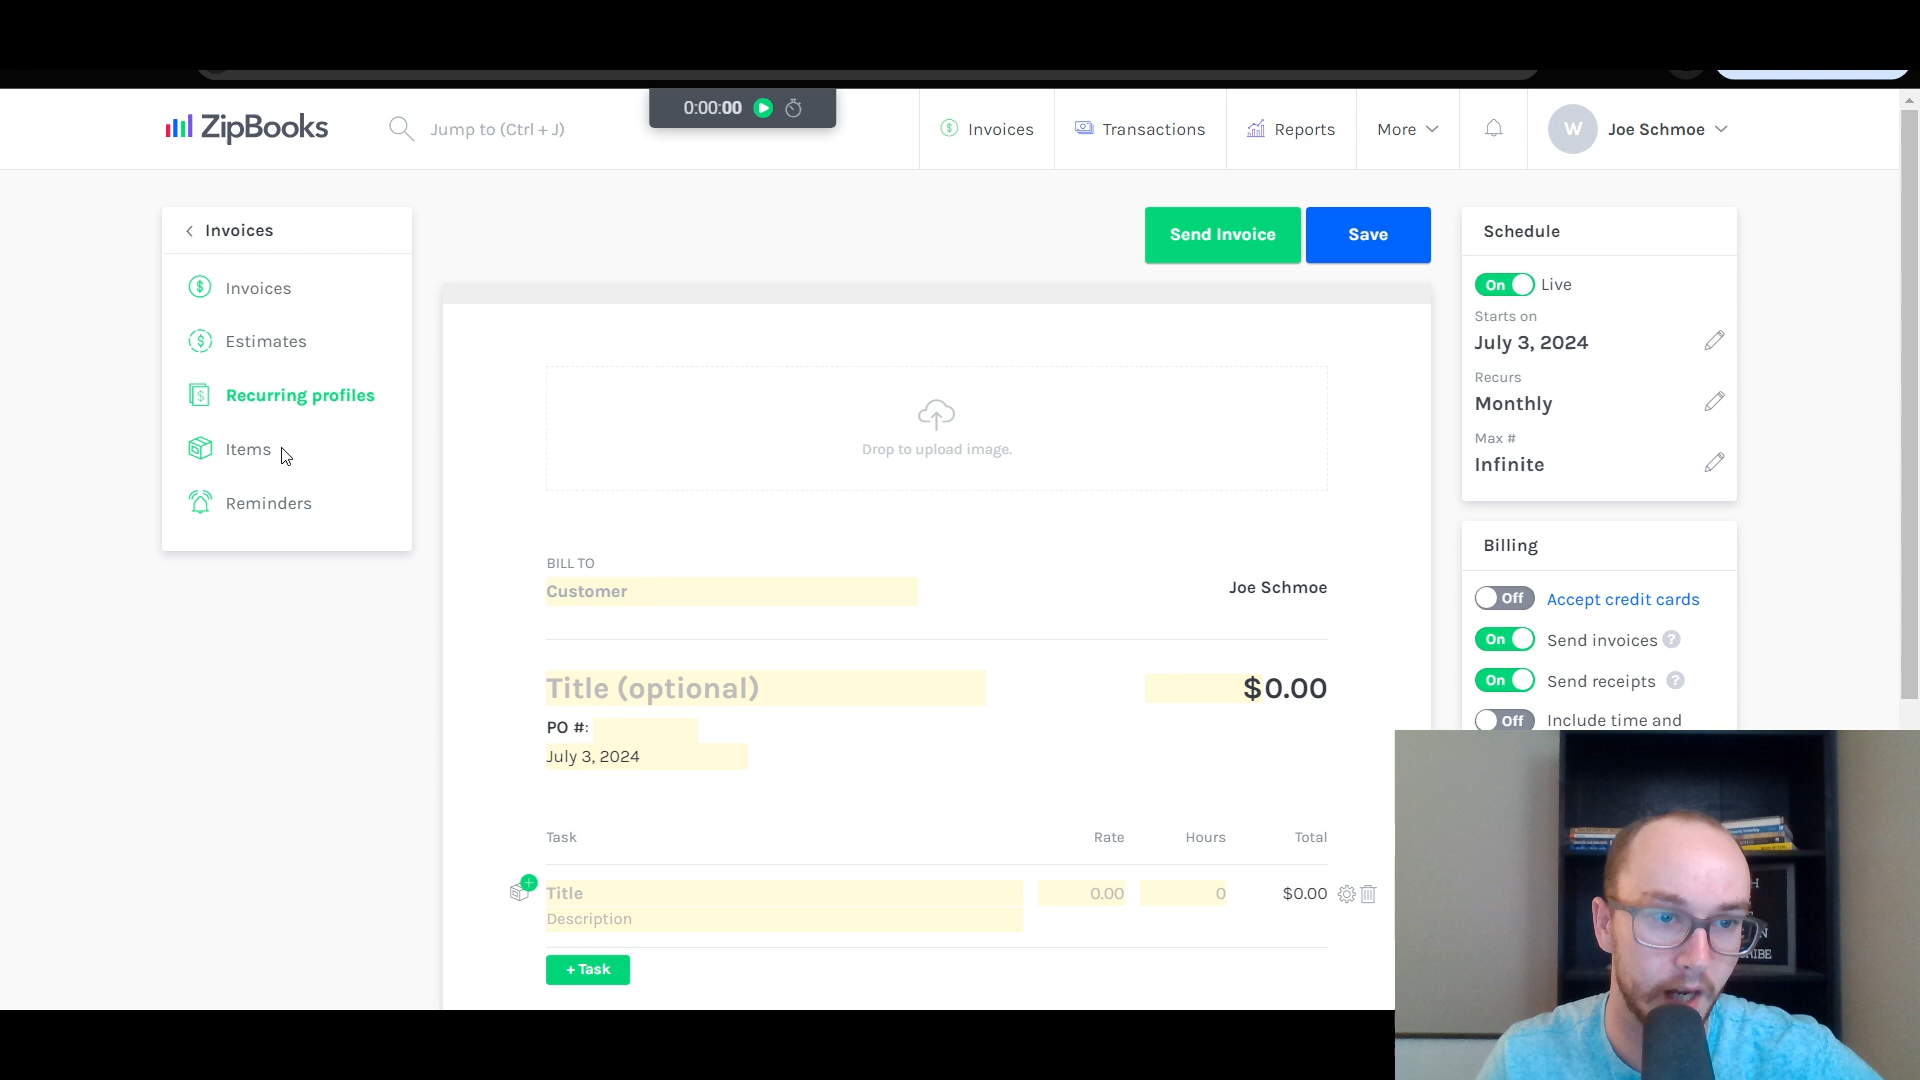 ZipBooks
Jump to (Ctrl + J)
0:00:00
Invoices
Transactions
Reports
More
W
Joe Schmoe
Invoices
Invoices
Estimates
Recurring profiles
Items
Reminders
Send Invoice
Save
Drop to upload image.
BILL TO
Customer
Joe Schmoe
Title (optional)
$0.00
PO #:
July 3, 2024
Task
Rate
Hours
Total
Title
0.00
0
$0.00
Description
+ Task
Schedule
On
Live
Starts on
July 3, 2024
Recurs
Monthly
Max #
Infinite
Billing
Off
Accept credit cards
On
Send invoices ?
On
Send receipts ?
Off
Include time and